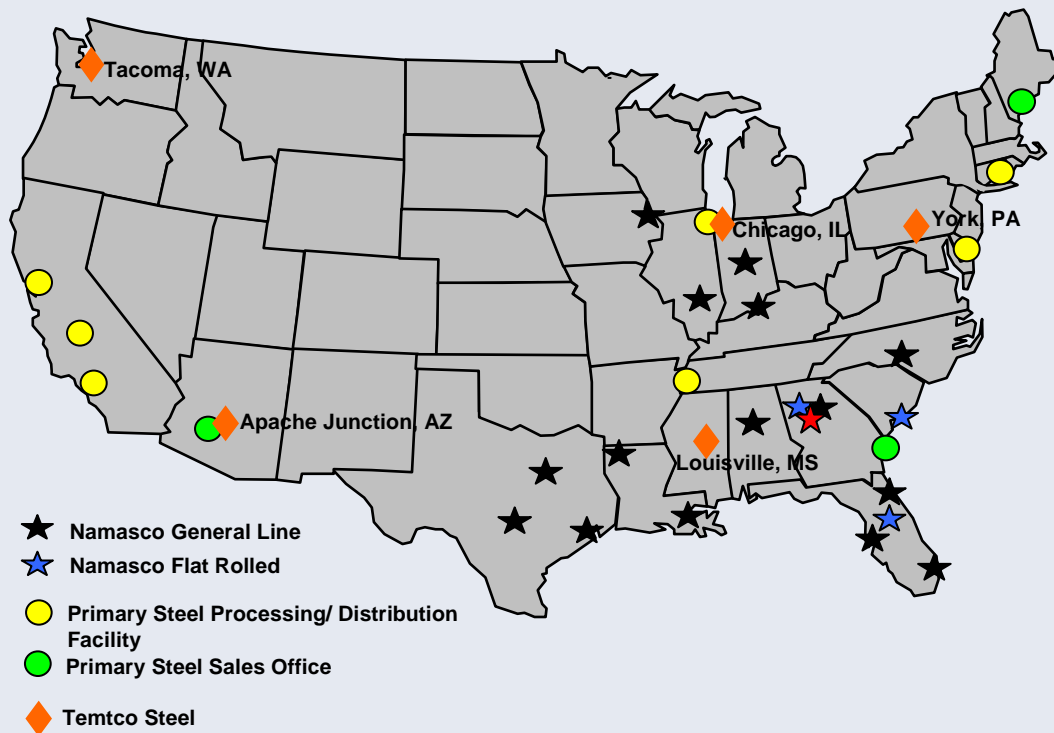 Tacoma, WA
Chicago, IL
York, PA
Apache Junction, AZ
Louisville, MS
Namasco General Line
Namasco Flat Rolled
Primary Steel Processing/ Distribution
Facility
Primary Steel Sales Office
Temtco Steel